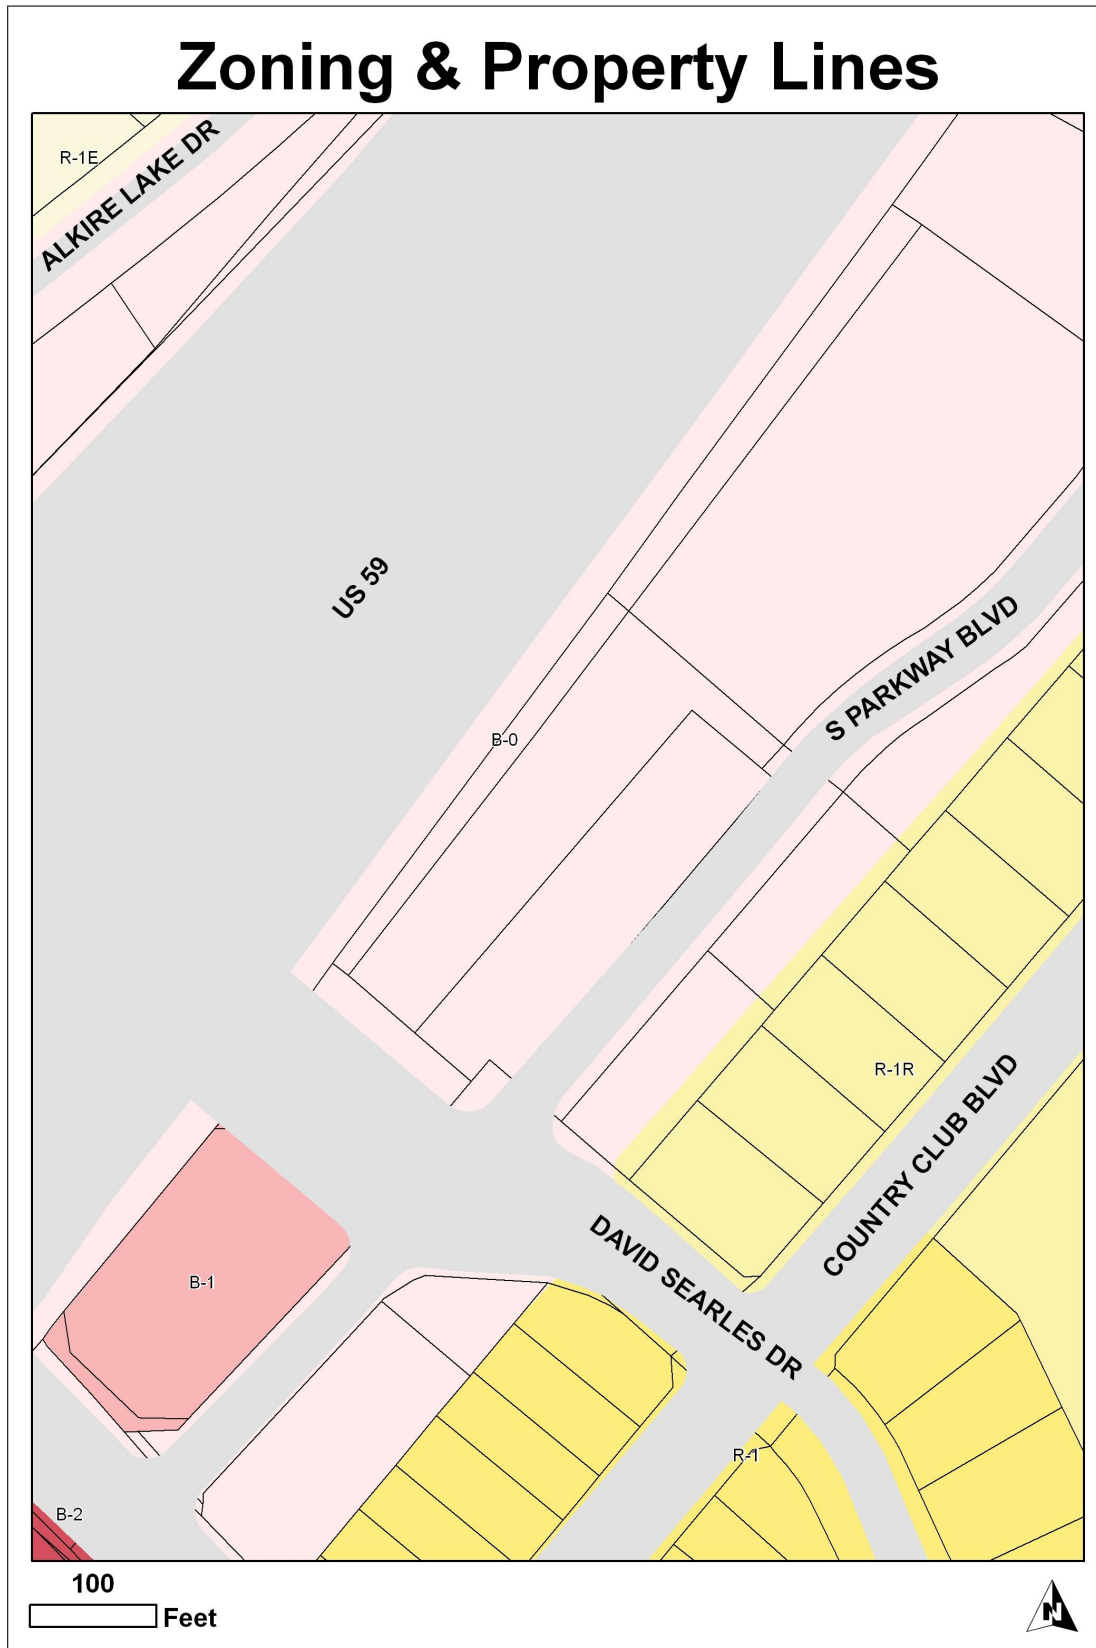 Zoning & Property Lines
R-1E
ALKIRE LAKE DR
US 59
S PARKWAY BLVD
B-0
R-1R
COUNTRY CLUB BLVD
DAVID SEARLES DR
B-1
R-1
B-2
100
Feet
N